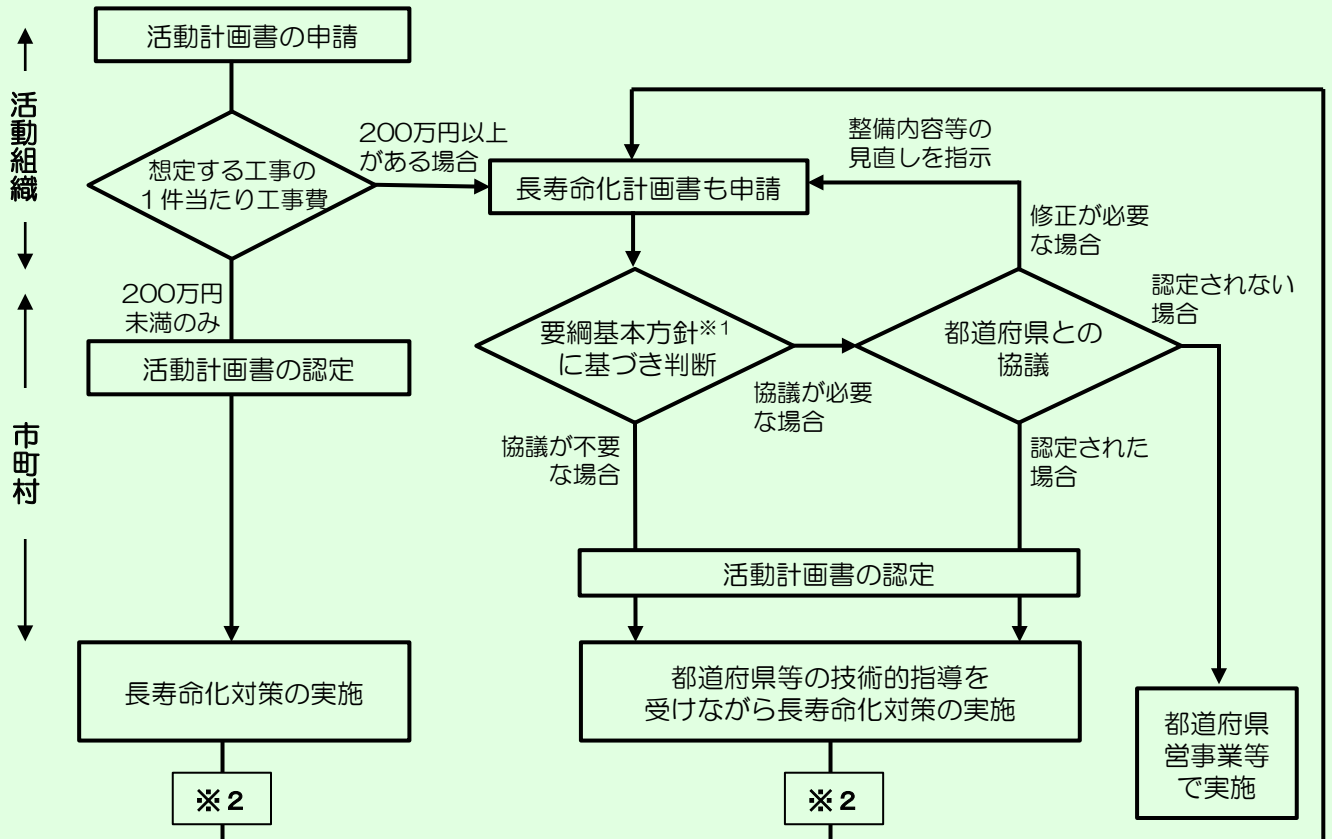 活動計画書の申請
活動組織
想定する工事の
1件当たり工事費
200万円以上
がある場合
長寿命化計画書も申請
整備内容等の
見直しを指示
修正が必要
な場合
200万円
未満のみ
活動計画書の認定
市町村
要綱基本方針※1
に基づき判断
協議が必要
な場合
都道府県との
協議
認定されない
場合
協議が不要
な場合
認定された
場合
活動計画書の認定
長寿命化対策の実施
都道府県等の技術的指導を
受けながら長寿命化対策の実施
都道府県
営事業等
で実施
※2
※2